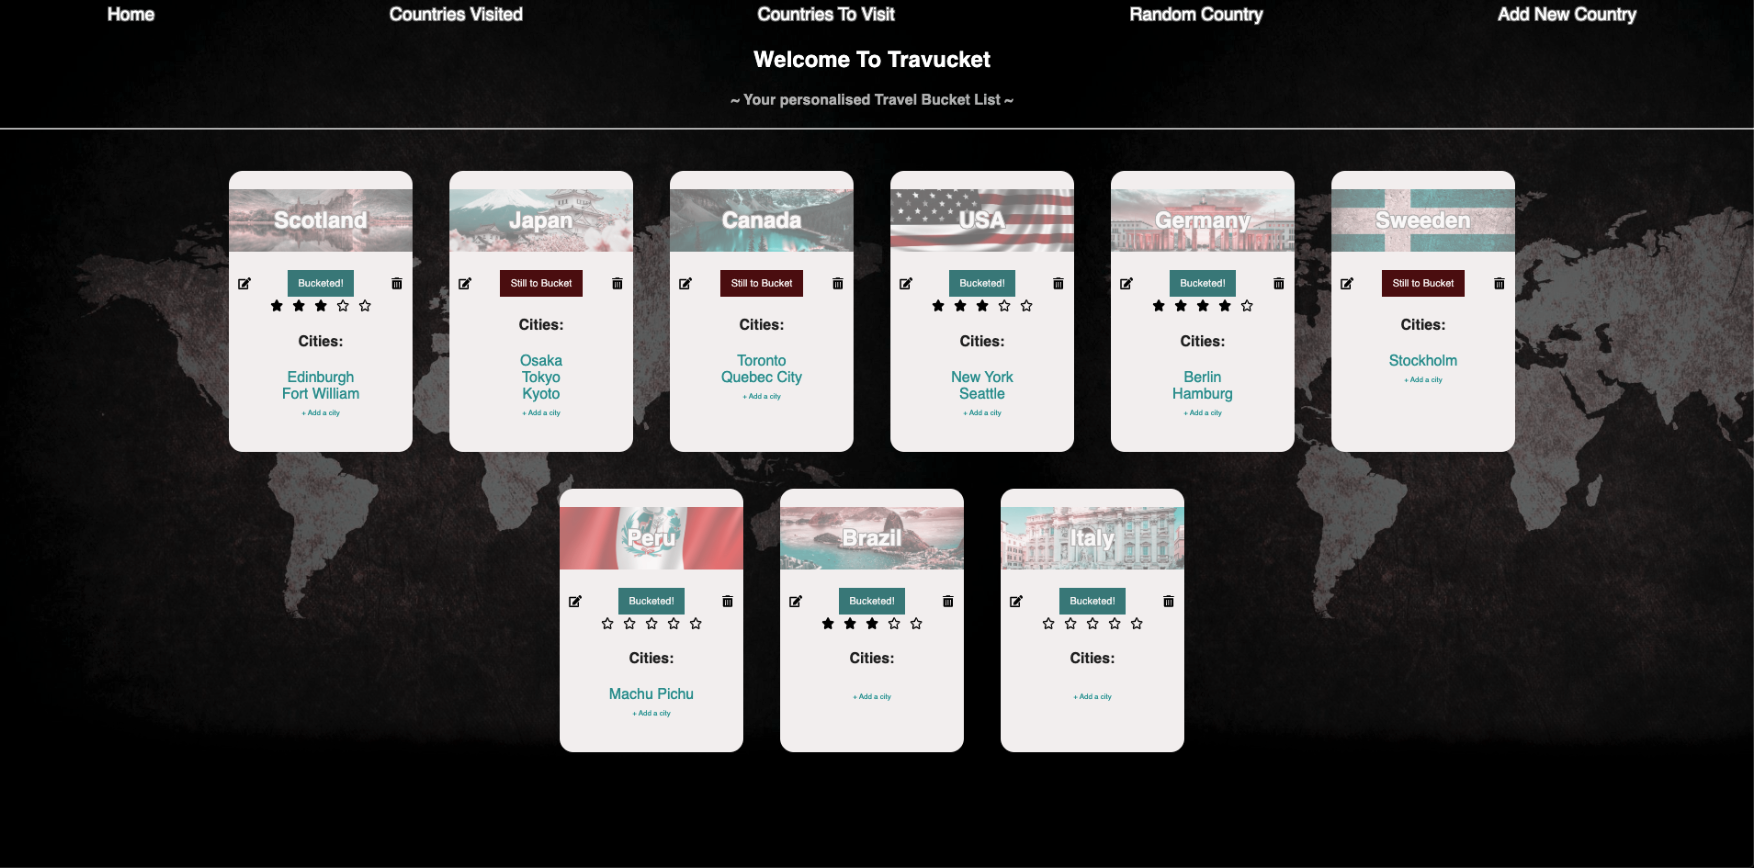 Home
Countries Visited
Countries To Visit
Random Country
Add New Country
Welcome To Travucket
~ Your personalised Travel Bucket List ~
Scotland
Bucketed!
Cities:
Edinburgh
Fort William
+ Add a city
Japan
Still to Bucket
Cities:
Osaka
Tokyo
Kyoto
+ Add a city
Canada
Still to Bucket
Cities:
Toronto
Quebec City
+ Add a city
USA
Bucketed!
Cities:
New York
Seattle
+ Add a city
Germany
Bucketed!
Cities:
Berlin
Hamburg
+ Add a city
Sweeden
Still to Bucket
Cities:
Stockholm
+ Add a city
Peru
Bucketed!
Cities:
Machu Pichu
+ Add a city
Brazil
Bucketed!
Cities:
+ Add a city
Italy
Bucketed!
Cities:
+ Add a city